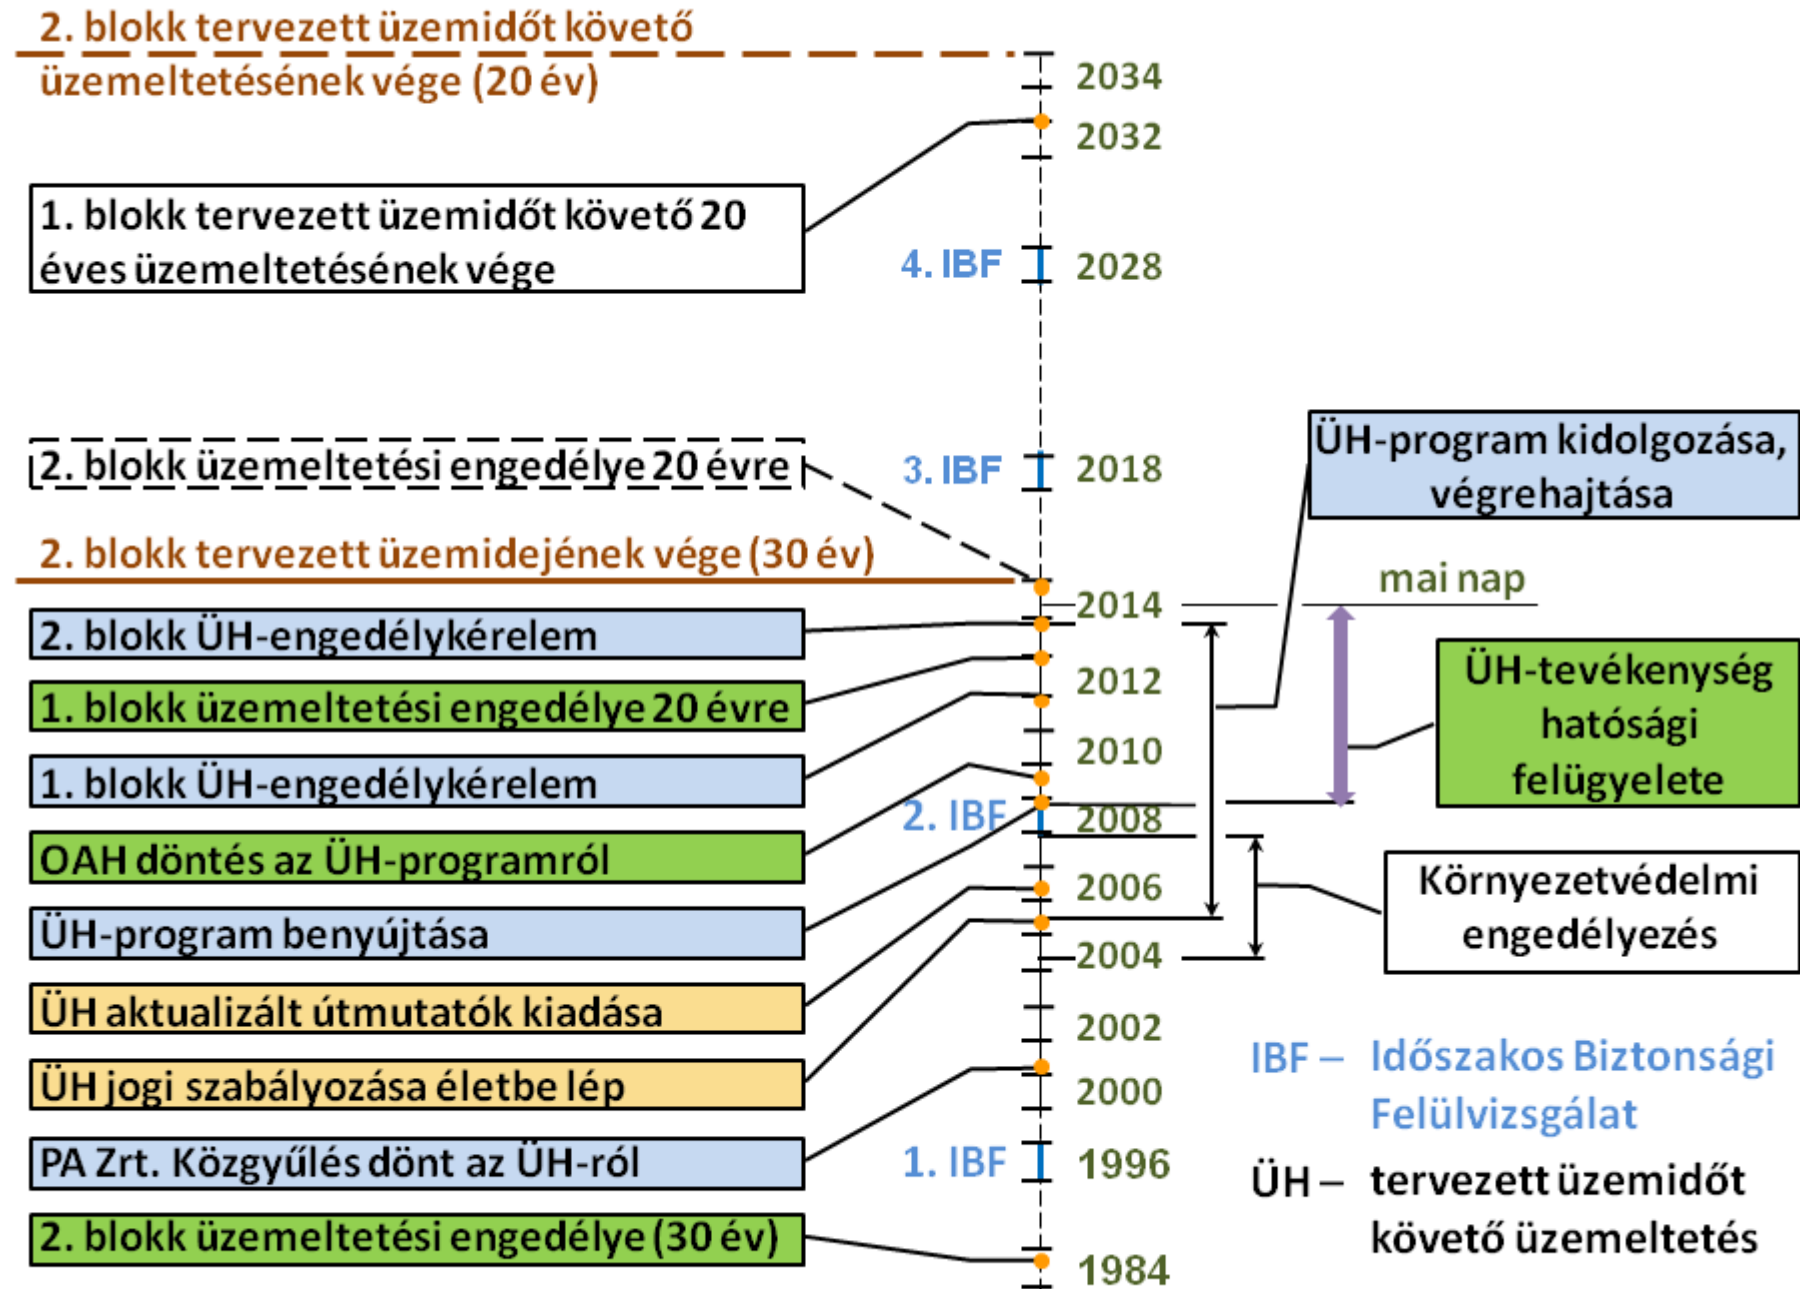 2. blokk tervezett üzemidőt követő
üzemeltetésének vége (20 év)
2034
2032
1. blokk tervezett üzemidőt követő 20
éves üzemeltetésének vége
4. IBF
2028
2. blokk üzemeltetési engedélye 20 évre
3. IBF
2018
ÜH-program kidolgozása,
végrehajtása
2. blokk tervezett üzemidejének vége (30 év)
mai nap
2014
2. blokk ÜH-engedélykérelem
1. blokk üzemeltetési engedélye 20 évre
2012
ÜH-tevékenység
hatósági
felügyelete
2010
1. blokk ÜH-engedélykérelem
2. IBF
2008
OAH döntés az ÜH-programról
2006
Környezetvédelmi
engedélyezés
ÜH-program benyújtása
2004
ÜH aktualizált útmutatók kiadása
2002
IBF – Időszakos Biztonsági
Felülvizsgálat
ÜH jogi szabályozása életbe lép
2000
PA Zrt. Közgyűlés dönt az ÜH-ról
1. IBF
1996
ÜH – tervezett üzemidőt
követő üzemeltetés
2. blokk üzemeltetési engedélye (30 év)
1984